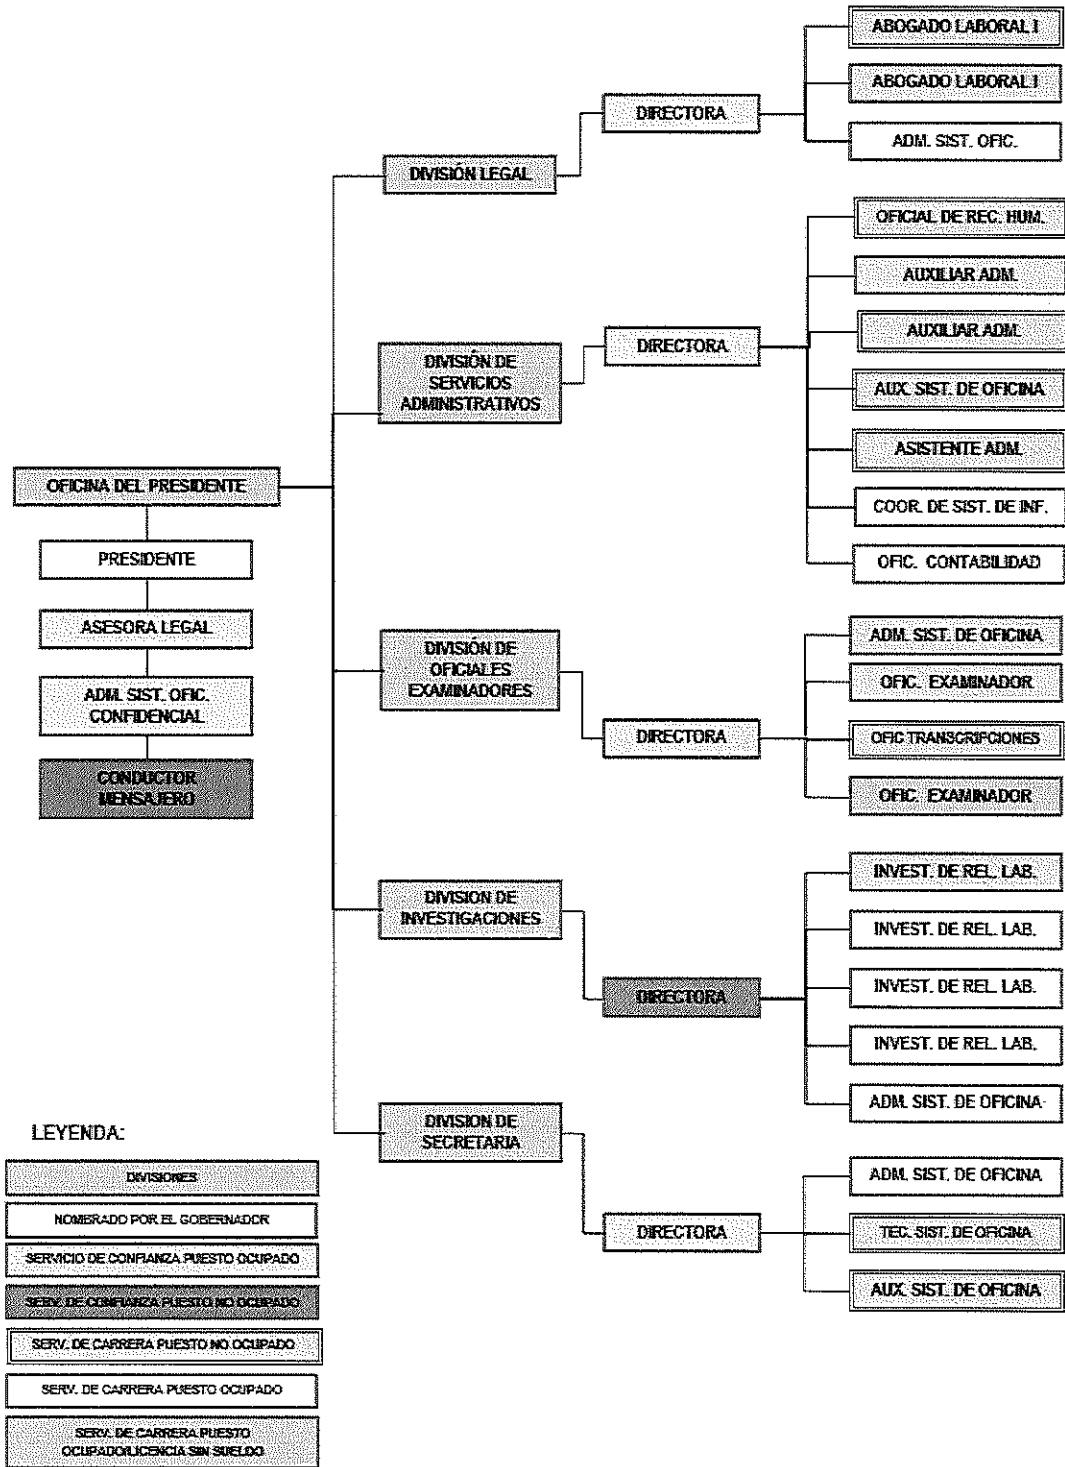 ABOGADO LABORAL I
ABOGADO LABORAL I
DIRECTORA
ADM. SIST. OFIC.
DIVISIÓN LEGAL
OFICIAL DE REC. HUM.
AUXILIAR ADM.
AUXILIAR ADM.
DIRECTORA
DIVISIÓN DE
SERVICIOS
ADMINISTRATIVOS
AUX. SIST. DE OFICINA
ASISTENTE ADM.
OFICINA DEL PRESIDENTE
COOR. DE SIST. DE INF.
PRESIDENTE
OFIC. CONTABILIDAD
ASESORA LEGAL
ADM. SIST. OFIC.
CONFIDENCIAL
CONDUCTOR
MENSAJERO
DIVISIÓN DE
OFICIALES
EXAMINADORES
ADM. SIST. DE OFICINA
OFIC. EXAMINADOR
DIRECTORA
OFIC TRANSCRIPCIONES
OFIC. EXAMINADOR
DIVISION DE
INVESTIGACIONES
INVEST. DE REL. LAB.
INVEST. DE REL. LAB.
DIRECTORA
INVEST. DE REL. LAB.
INVEST. DE REL. LAB.
ADM. SIST. DE OFICINA
DIVISION DE
SECRETARIA
ADM. SIST. DE OFICINA
DIRECTORA
TEC. SIST. DE OFICINA
AUX. SIST. DE OFICINA
LEYENDA:
DIVISIONES
NOMBRADO POR EL GOBERNADOR
SERVICIO DE CONFIANZA PUESTO OCUPADO
SERV. DE CONFIANZA PUESTO NO OCUPADO
SERV. DE CARRERA PUESTO NO OCUPADO
SERV. DE CARRERA PUESTO OCUPADO
SERV. DE CARRERA PUESTO
OCUPADO/LICENCIA SIN SUELDO